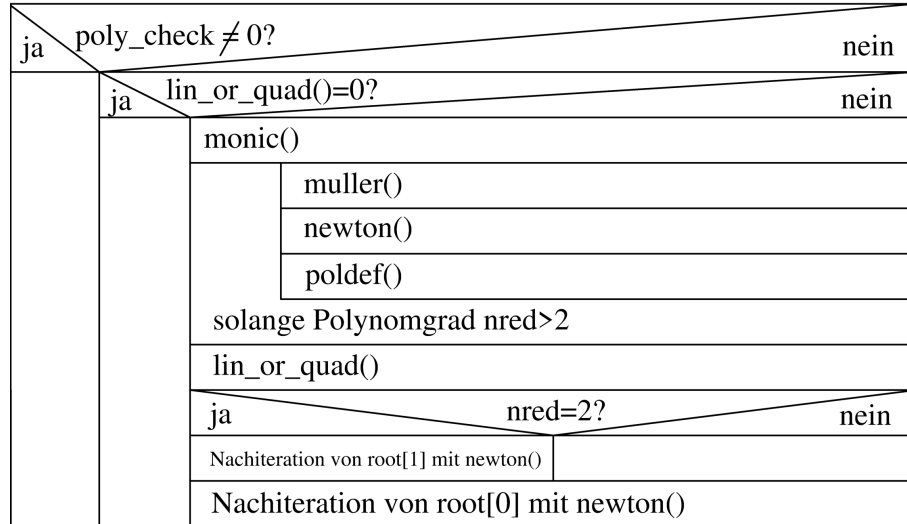 poly_check ≠ 0?
ja nein
lin_or_quad()=0?
ja nein
monic()
muller()
newton()
poldef()
solange Polynomgrad nred>2
lin_or_quad()
ja nred=2? nein
Nachiteration von root[1] mit newton()
Nachiteration von root[0] mit newton()